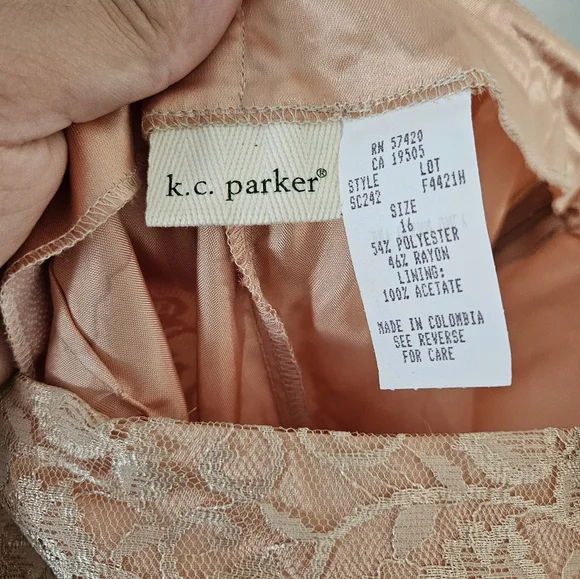 k.c. parker®
RN 57420
CA 19505
STYLE LOT
SC242 F4421H
SIZE
16
54% POLYESTER
46% RAYON
LINING:
100% ACETATE
MADE IN COLOMBIA
SEE REVERSE
FOR CARE